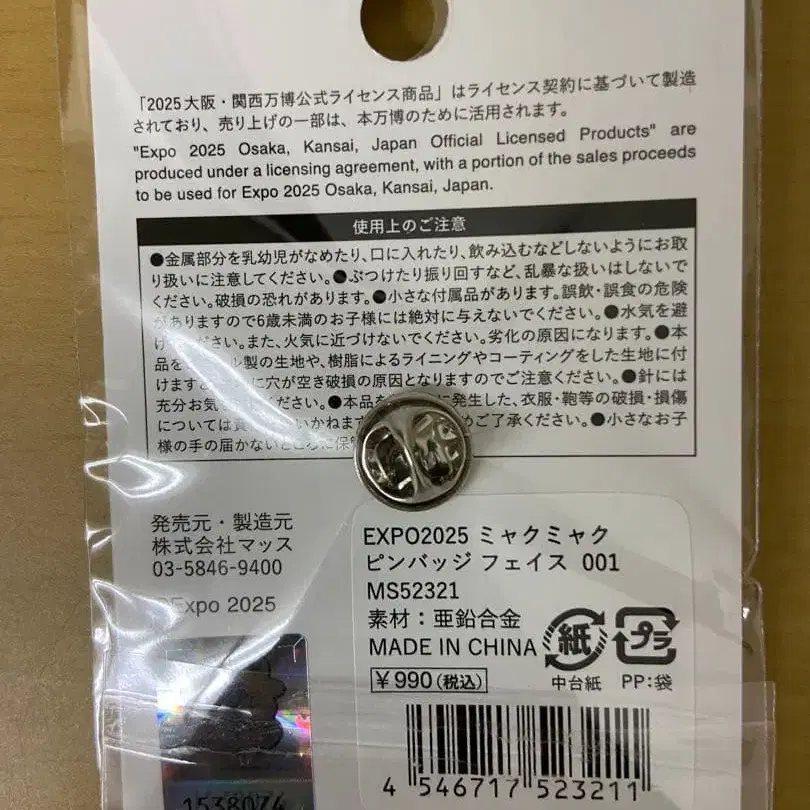 「2025大阪・関西万博公式ライセンス商品」はライセンス契約に基づいて製造
されており、売り上げの一部は、本万博のために活用されます。
"Expo 2025 Osaka, Kansai, Japan Official Licensed Products" are
produced under a licensing agreement, with a portion of the sales proceeds
to be used for Expo 2025 Osaka, Kansai, Japan.
使用上のご注意
●金属部分を乳幼児がなめたり、口に入れたり、飲み込むなどしないようにお取
り扱いに注意してください。●ぶつけたり振り回すなど、乱暴な扱いはしないで
ください。破損の恐れがあります。●小さな付属品があります。誤飲・誤食の危険
がありますので6歳未満のお子様には絶対に与えないでください。●水気を避
けてください。また、火気に近づけないでください。劣化の原因になります。●本
品を ル製の生地や、樹脂によるライニングやコーティングをした生地に付
けますと に穴が空き破損の原因となりますのでご注意ください。●針には
充分お気 ください。●本品を に発生した、衣服・鞄等の破損・損傷
については いかねます めご了承ください。●小さなお子
様の手の届かないところに保
発売元・製造元
株式会社マッス
03-5846-9400
©Expo 2025
1538074
EXPO2025 ミャクミャク
ピンバッジ フェイス 001
MS52321
素材：亜鉛合金
MADE IN CHINA
￥990(税込)
紙
中台紙
プラ
PP:袋
4 546717 523211